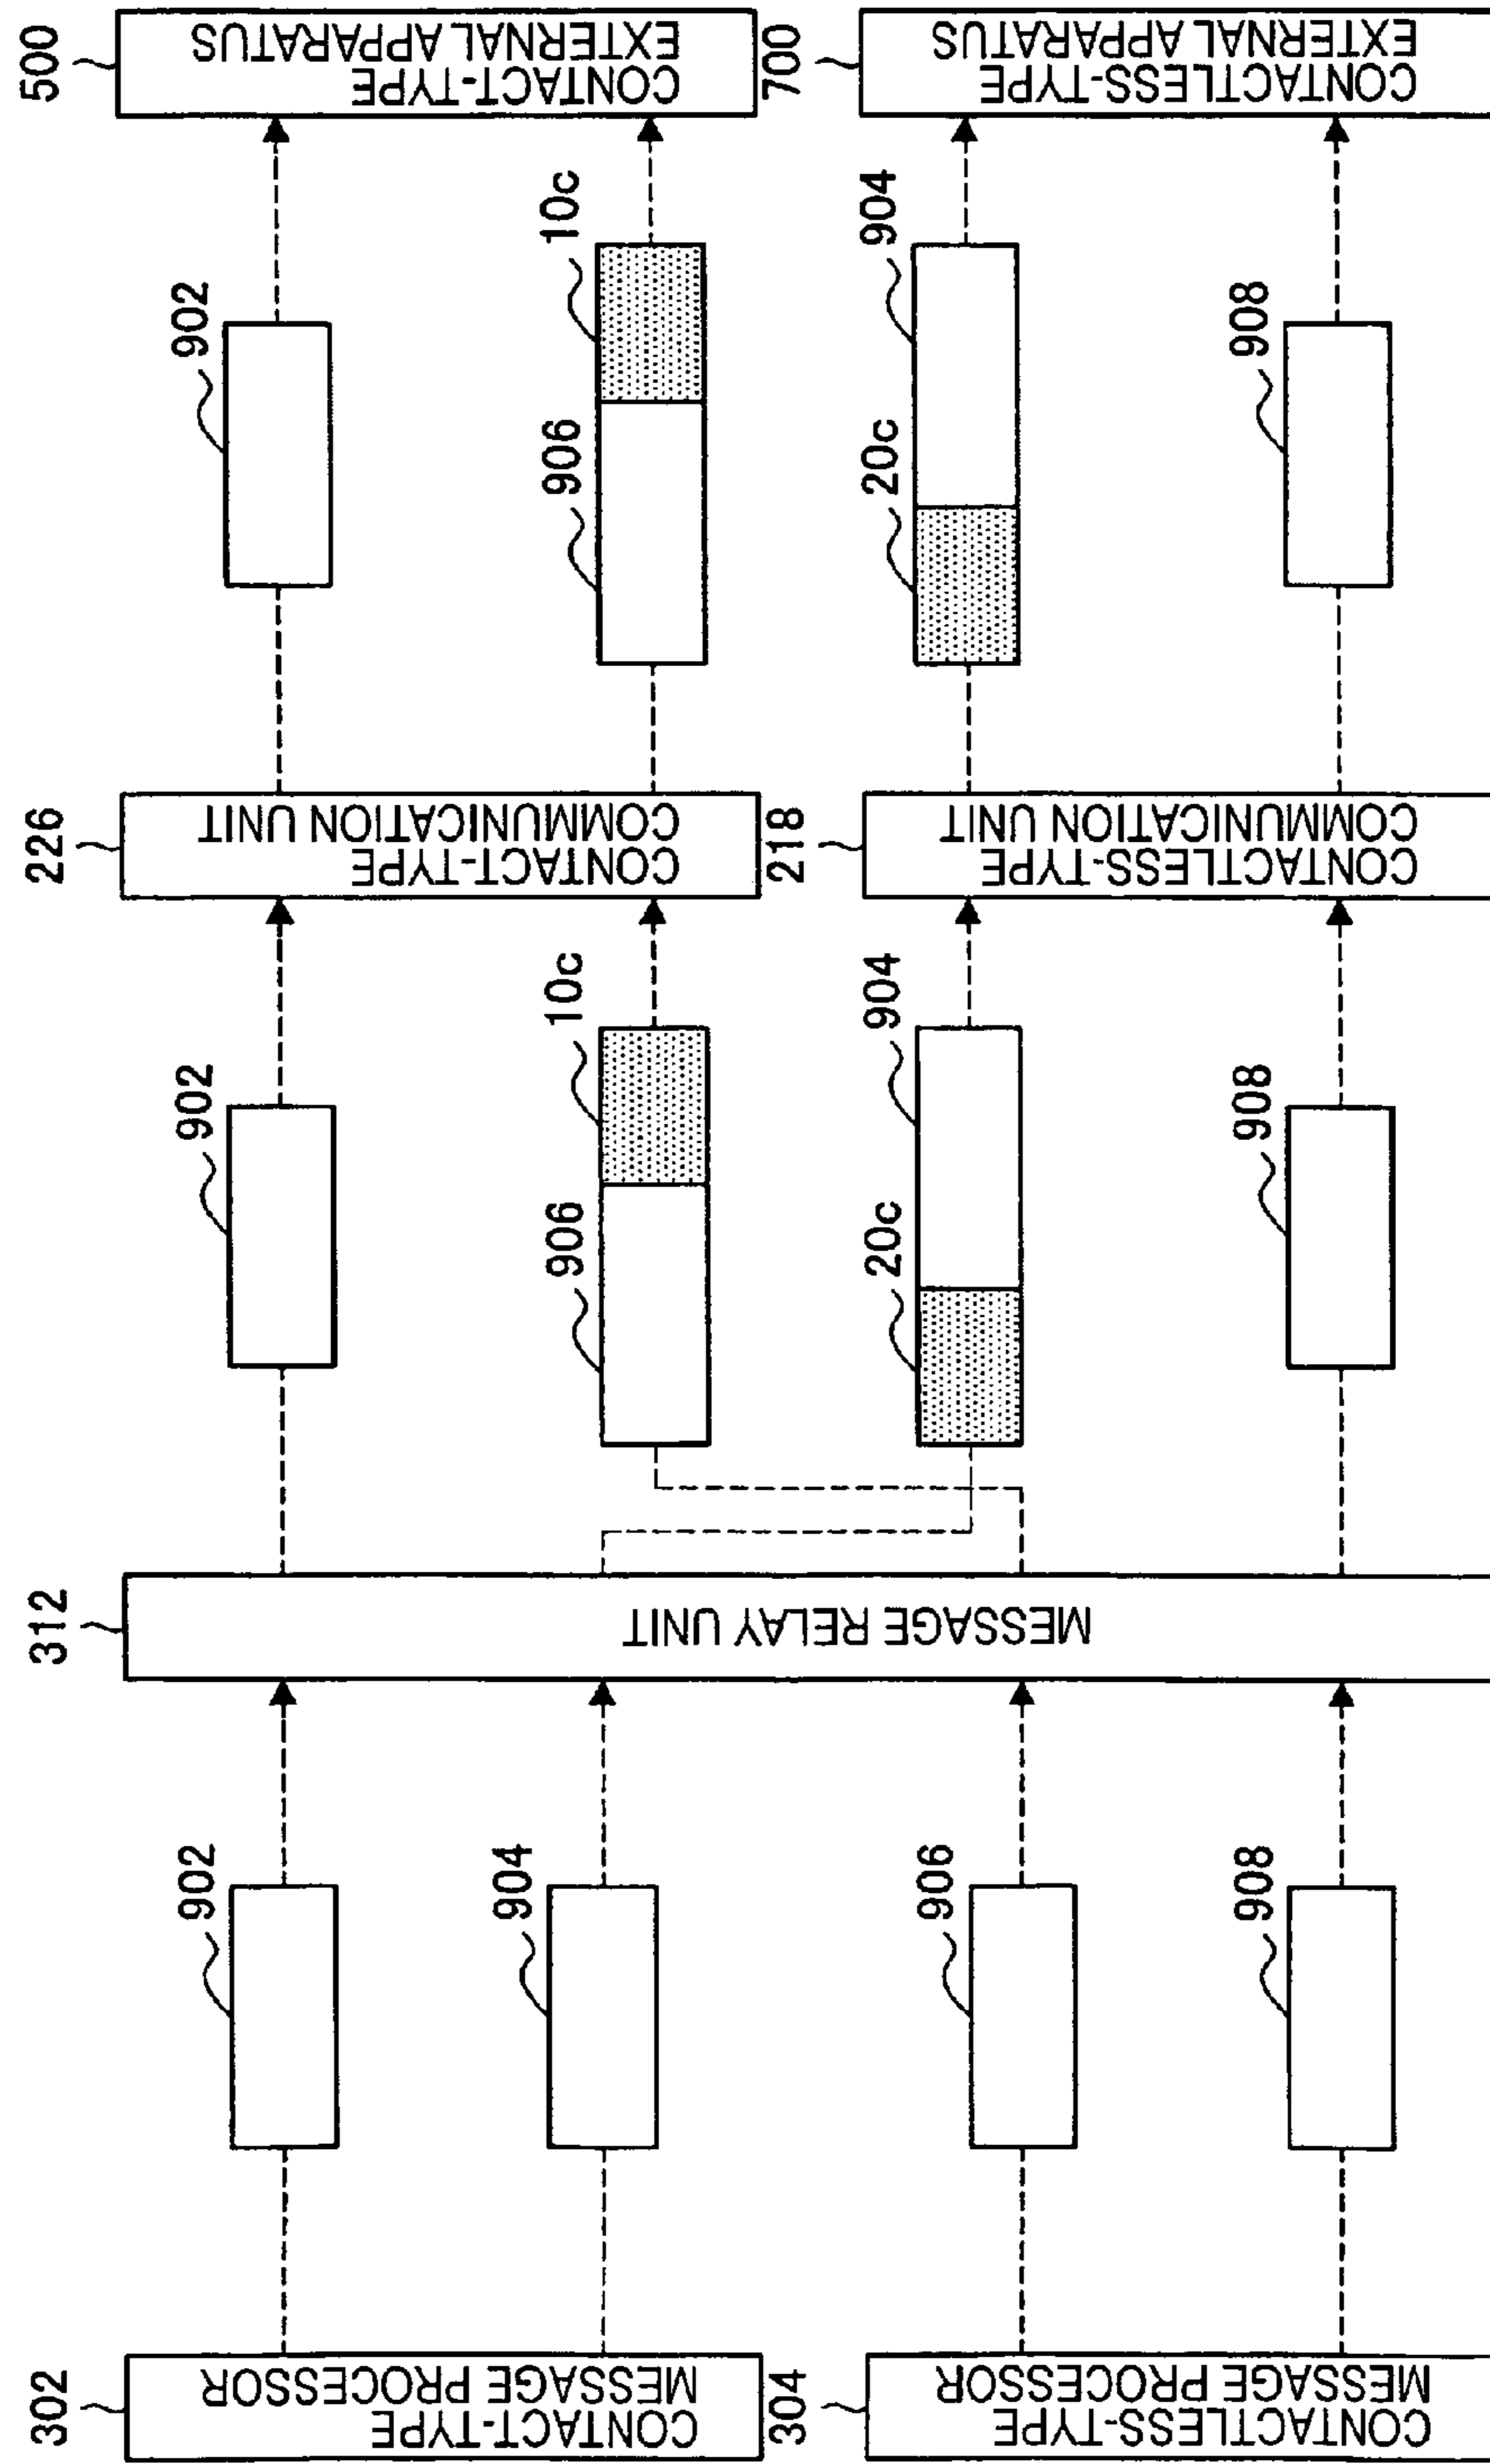 302
CONTACT-TYPE
MESSAGE PROCESSOR
304
CONTACTLESS-TYPE
MESSAGE PROCESSOR
902
904
906
908
312
MESSAGE RELAY UNIT
902
906
10c
20c
904
908
226
CONTACT-TYPE
COMMUNICATION UNIT
218
CONTACTLESS-TYPE
COMMUNICATION UNIT
902
906
10c
20c
904
908
500
CONTACT-TYPE
EXTERNAL APPARATUS
700
CONTACTLESS-TYPE
EXTERNAL APPARATUS